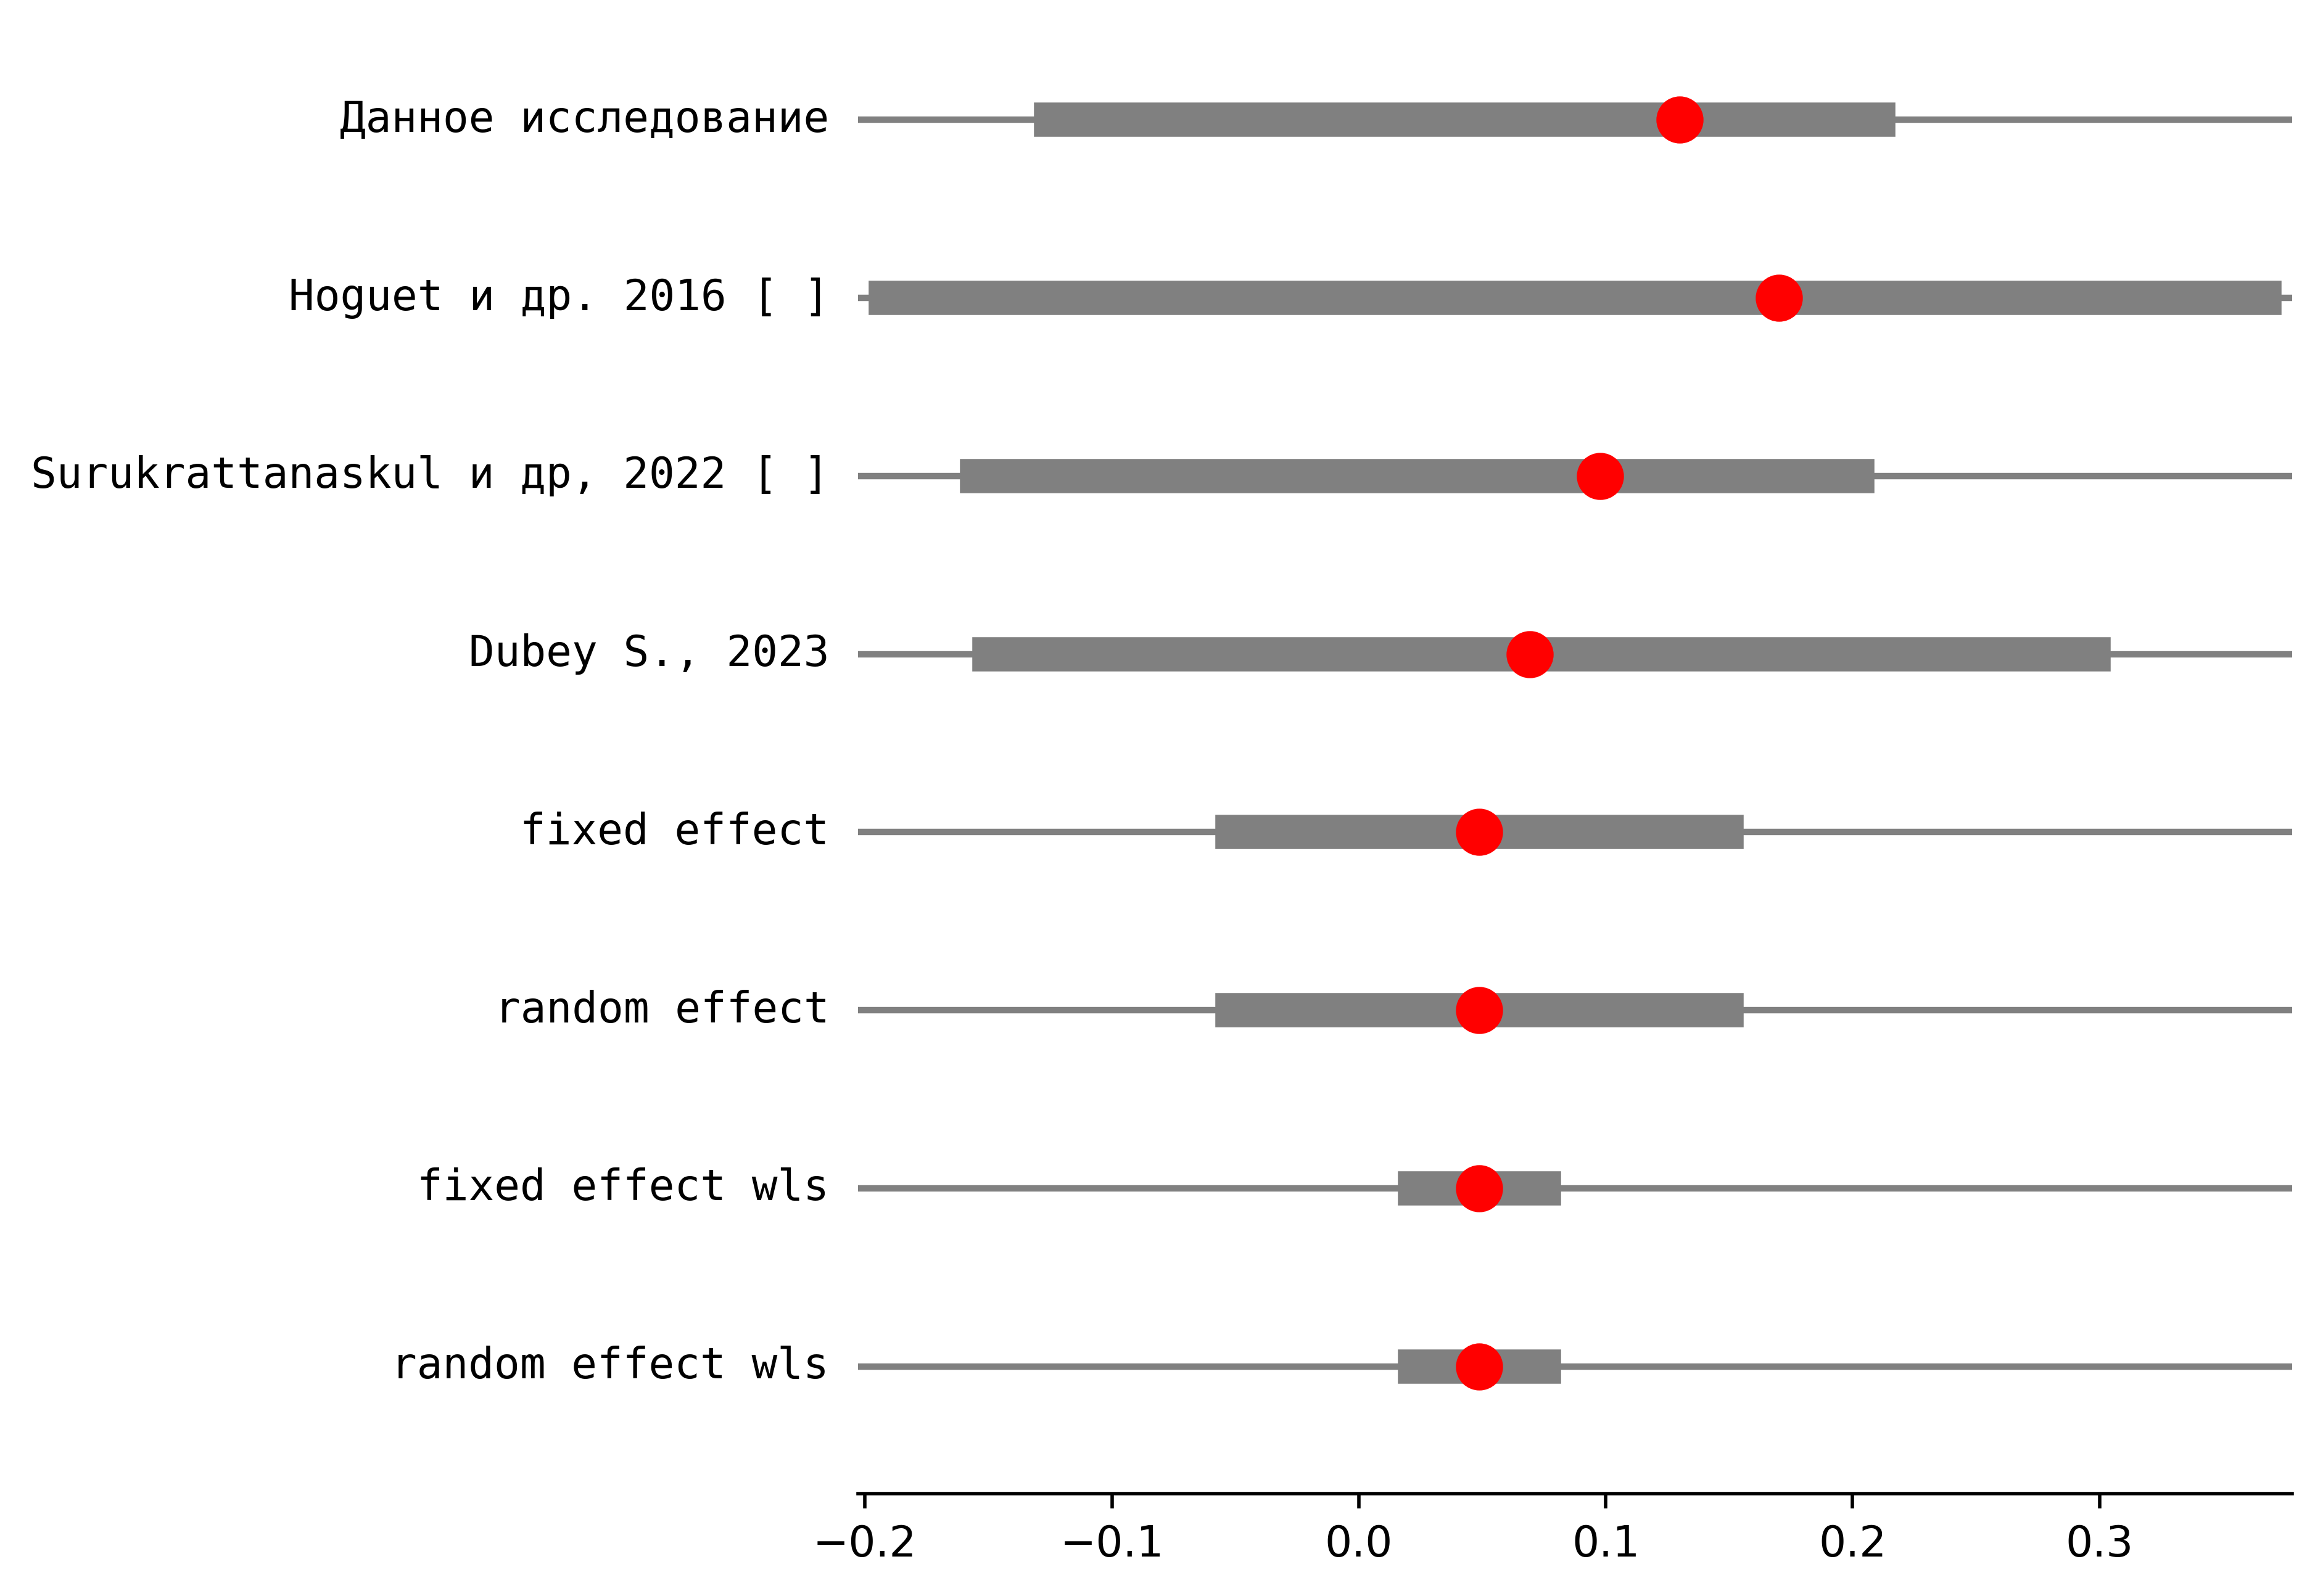 Данное исследование
Hoguet и др. 2016 [ ]
Surukrattanaskul и др, 2022 [ ]
Dubey S., 2023
fixed effect
random effect
fixed effect wls
random effect wls
−0.2 −0.1 0.0 0.1 0.2 0.3